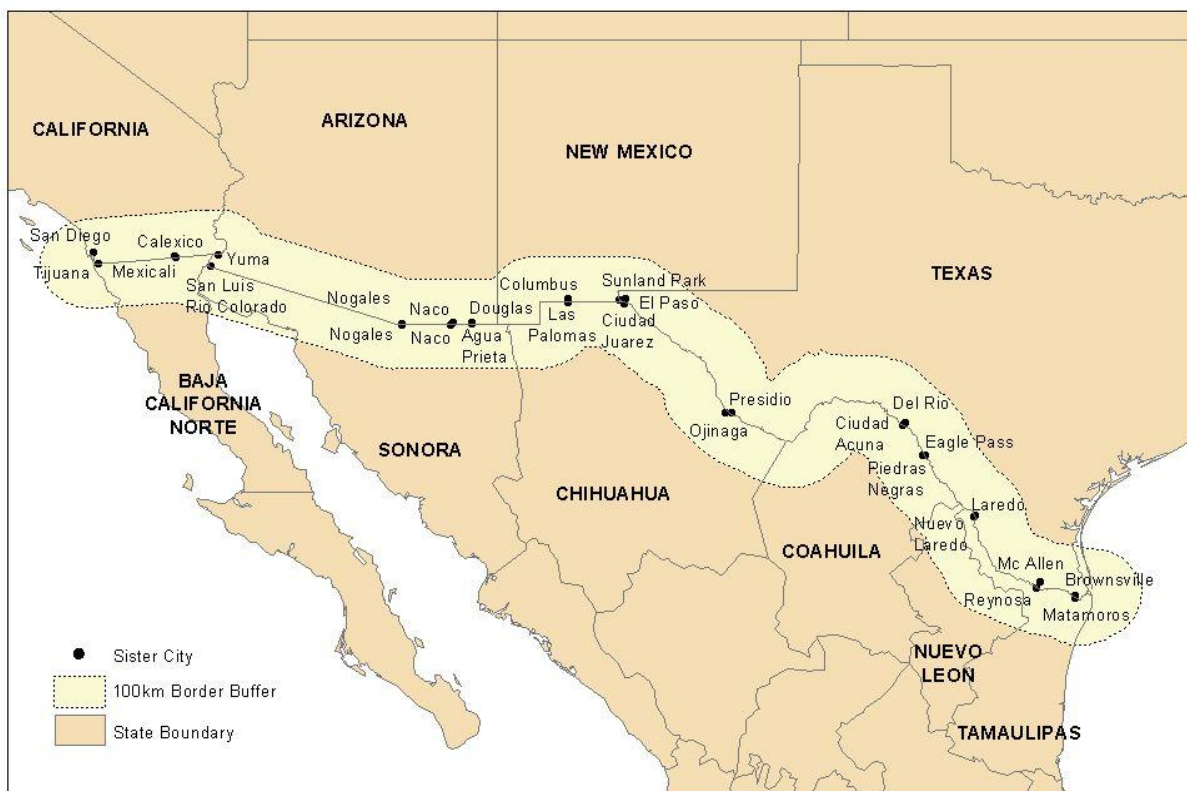 CALIFORNIA
ARIZONA
NEW MEXICO
TEXAS
San Diego
Tijuana
Calexico
Mexicali
Yuma
San Luis
Rio Colorado
Nogales
Nogales
Naco
Naco
Douglas
Agua
Prieta
Columbus
Las
Palomas
Sunland Park
El Paso
Ciudad
Juarez
Presidio
Ojinaga
Del Rio
Ciudad
Acuna
Eagle Pass
Piedras
Negras
Laredo
Nuevo
Laredo
Mc Allen
Reynosa
Brownsville
Matamoros
BAJA
CALIFORNIA
NORTE
SONORA
CHIHUAHUA
COAHUILA
NUEVO
LEON
TAMAULIPAS
Sister City
100km Border Buffer
State Boundary